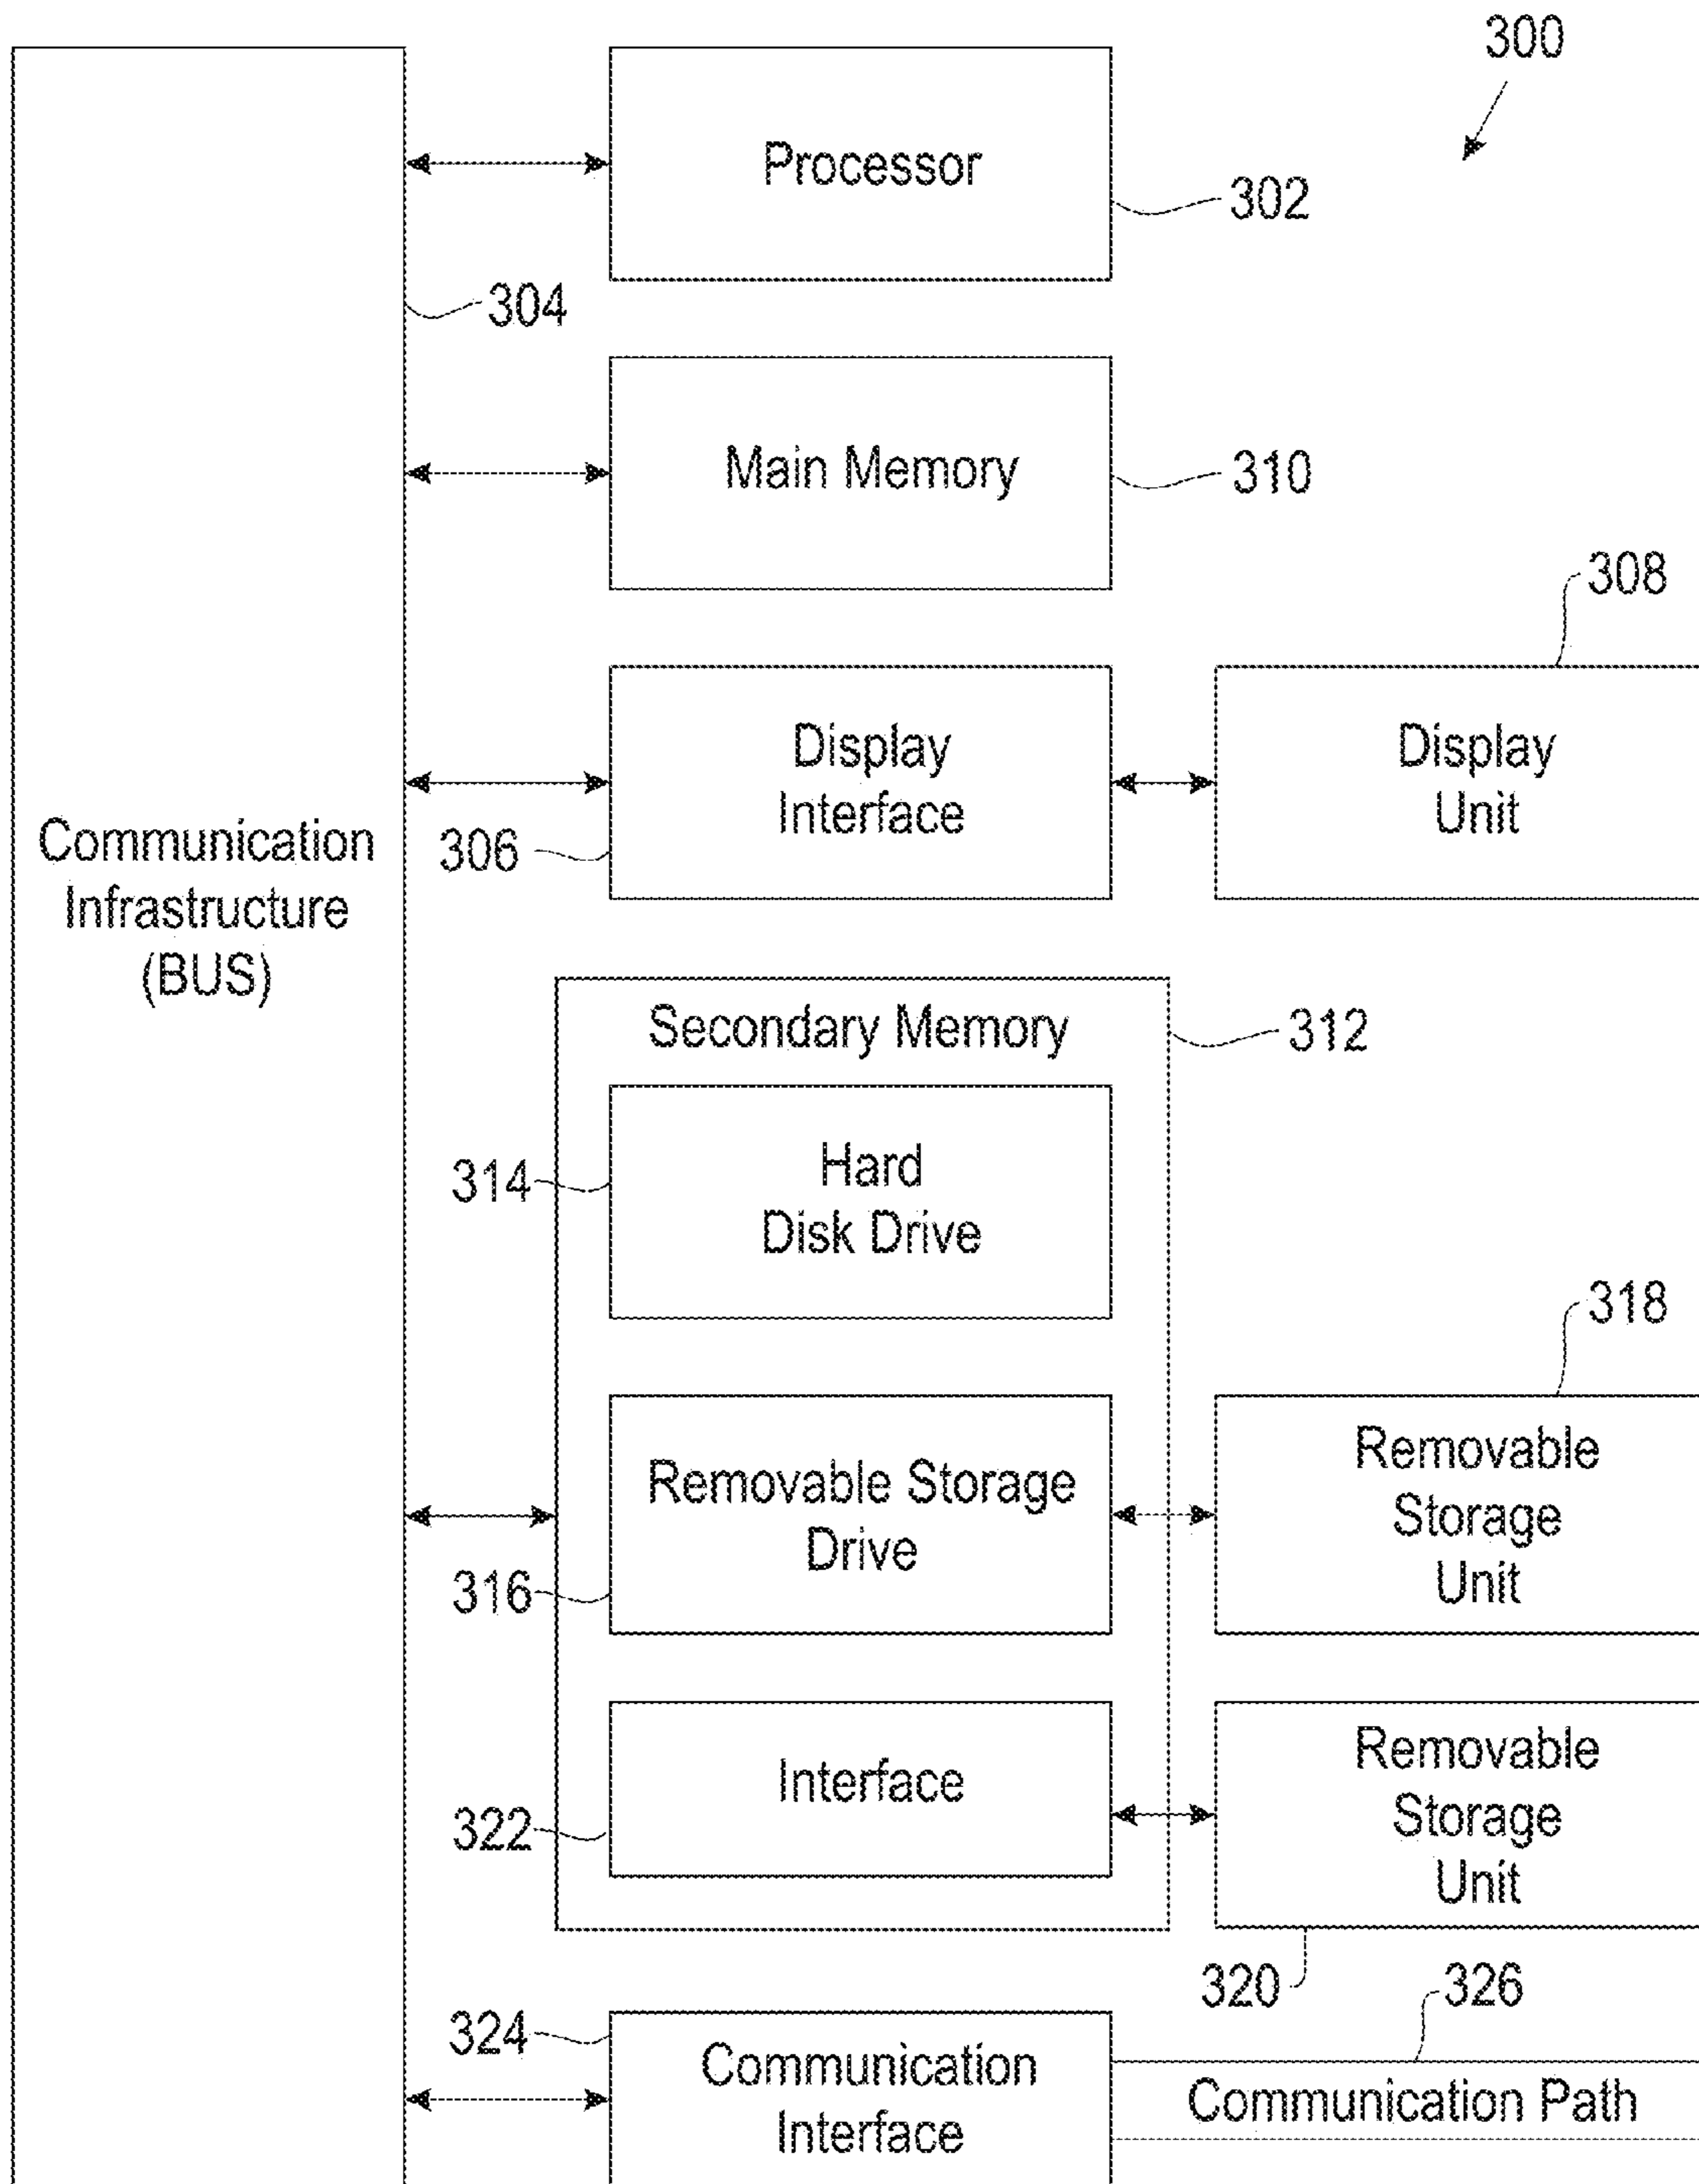 300
Processor
302
304
Main Memory
310
308
Display
Interface
306
Display
Unit
Communication
Infrastructure
(BUS)
Secondary Memory
312
Hard
Disk Drive
314
318
Removable Storage
Drive
316
Removable
Storage
Unit
Interface
322
Removable
Storage
Unit
320
326
324
Communication
Interface
Communication Path